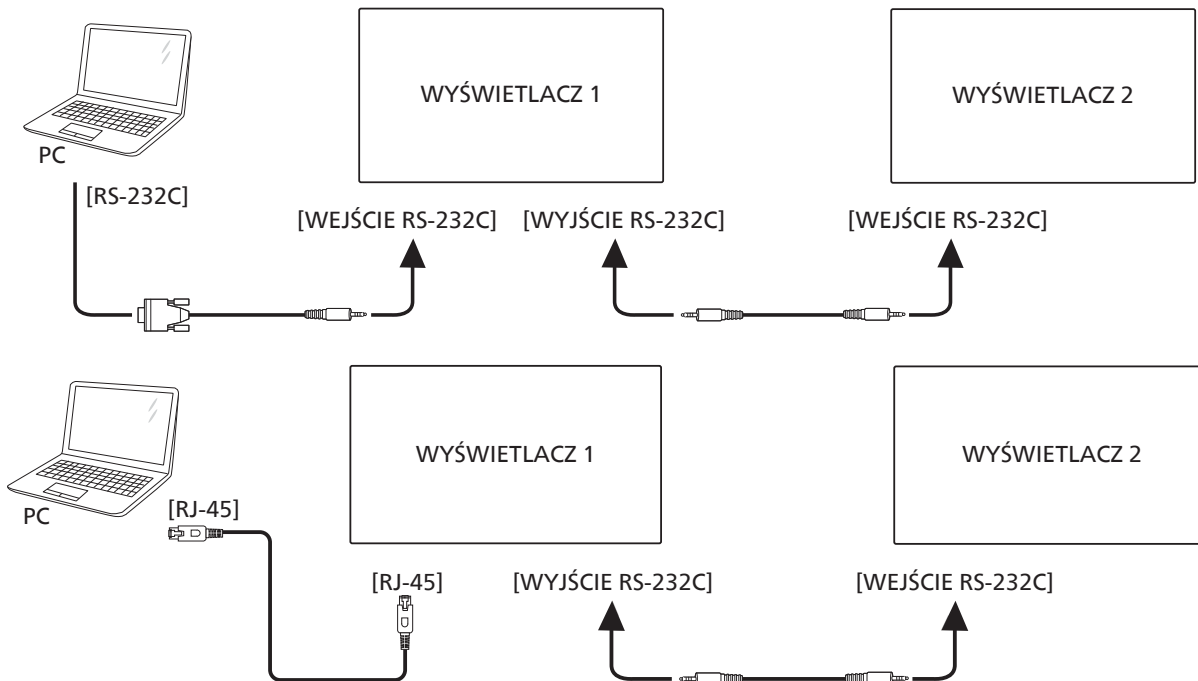 WYŚWIETLACZ 1
WYŚWIETLACZ 2
PC
[RS-232C]
[WEJŚCIE RS-232C]
[WYJŚCIE RS-232C]
[WEJŚCIE RS-232C]
WYŚWIETLACZ 1
WYŚWIETLACZ 2
PC
[RJ-45]
[RJ-45]
[WYJŚCIE RS-232C]
[WEJŚCIE RS-232C]